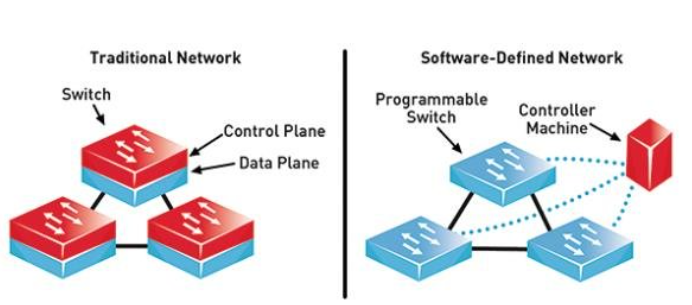 Traditional Network
Switch
Control Plane
Data Plane
Software-Defined Network
Programmable
Switch
Controller
Machine